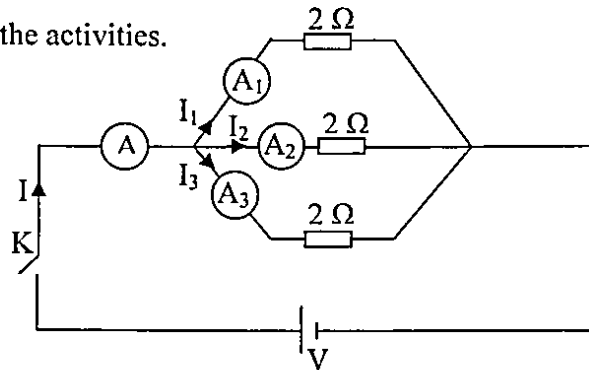 the activities.
2 Ω
A₁
I₁
I₂
2 Ω
A
A₂
I₃
A₃
I
2 Ω
K
V